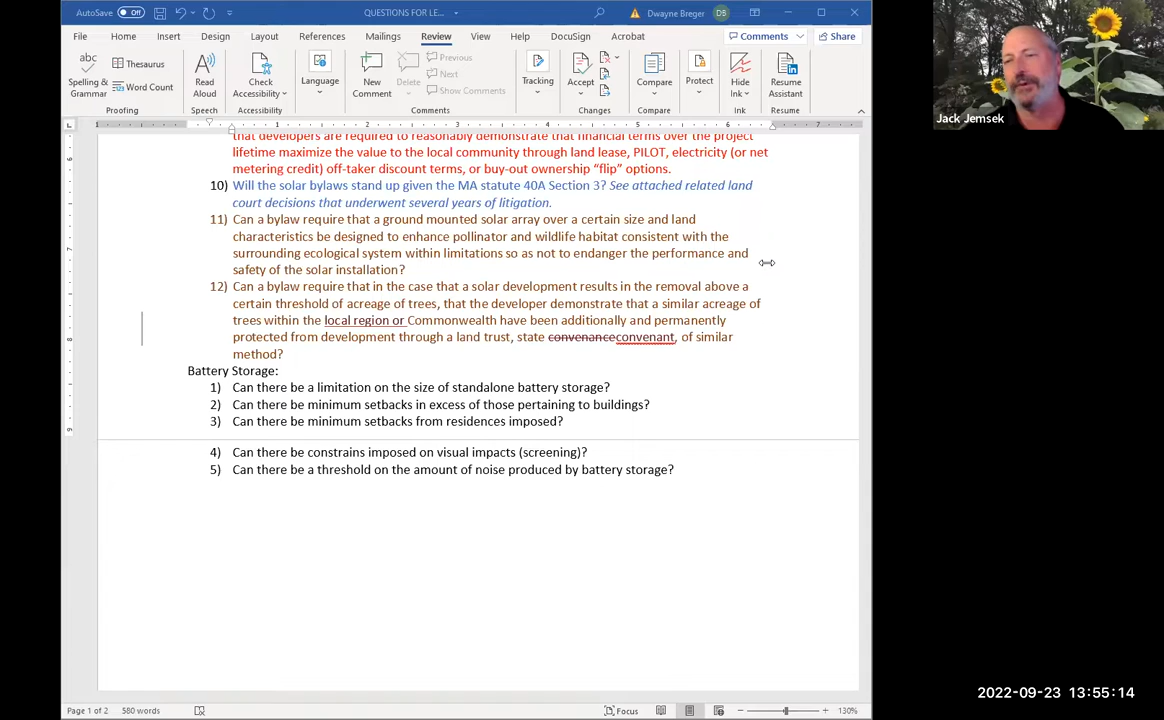 AutoSave Off QUESTIONS FOR LE... Dwayne Breger DB
File Home Insert Design Layout References Mailings Review View Help DocuSign Acrobat Comments Share
abc
Spelling & Grammar Thesaurus Word Count Read Aloud Check Accessibility Language New Comment Delete Previous Next Show Comments Tracking Accept Compare Protect Hide Ink Resume Assistant
Proofing Speech Accessibility Comments Changes Compare Ink Resume
that developers are required to reasonably demonstrate that financial terms over the project
lifetime maximize the value to the local community through land lease, PILOT, electricity (or net
metering credit) off-taker discount terms, or buy-out ownership “flip” options.
10) Will the solar bylaws stand up given the MA statute 40A Section 3? See attached related land
court decisions that underwent several years of litigation.
11) Can a bylaw require that a ground mounted solar array over a certain size and land
characteristics be designed to enhance pollinator and wildlife habitat consistent with the
surrounding ecological system within limitations so as not to endanger the performance and
safety of the solar installation?
12) Can a bylaw require that in the case that a solar development results in the removal above a
certain threshold of acreage of trees, that the developer demonstrate that a similar acreage of
trees within the local region or Commonwealth have been additionally and permanently
protected from development through a land trust, state convenanceconvenant, of similar
method?
Battery Storage:
1) Can there be a limitation on the size of standalone battery storage?
2) Can there be minimum setbacks in excess of those pertaining to buildings?
3) Can there be minimum setbacks from residences imposed?
4) Can there be constrains imposed on visual impacts (screening)?
5) Can there be a threshold on the amount of noise produced by battery storage?
Page 1 of 2 580 words Focus 130%
Jack Jemsek
2022-09-23 13:55:14